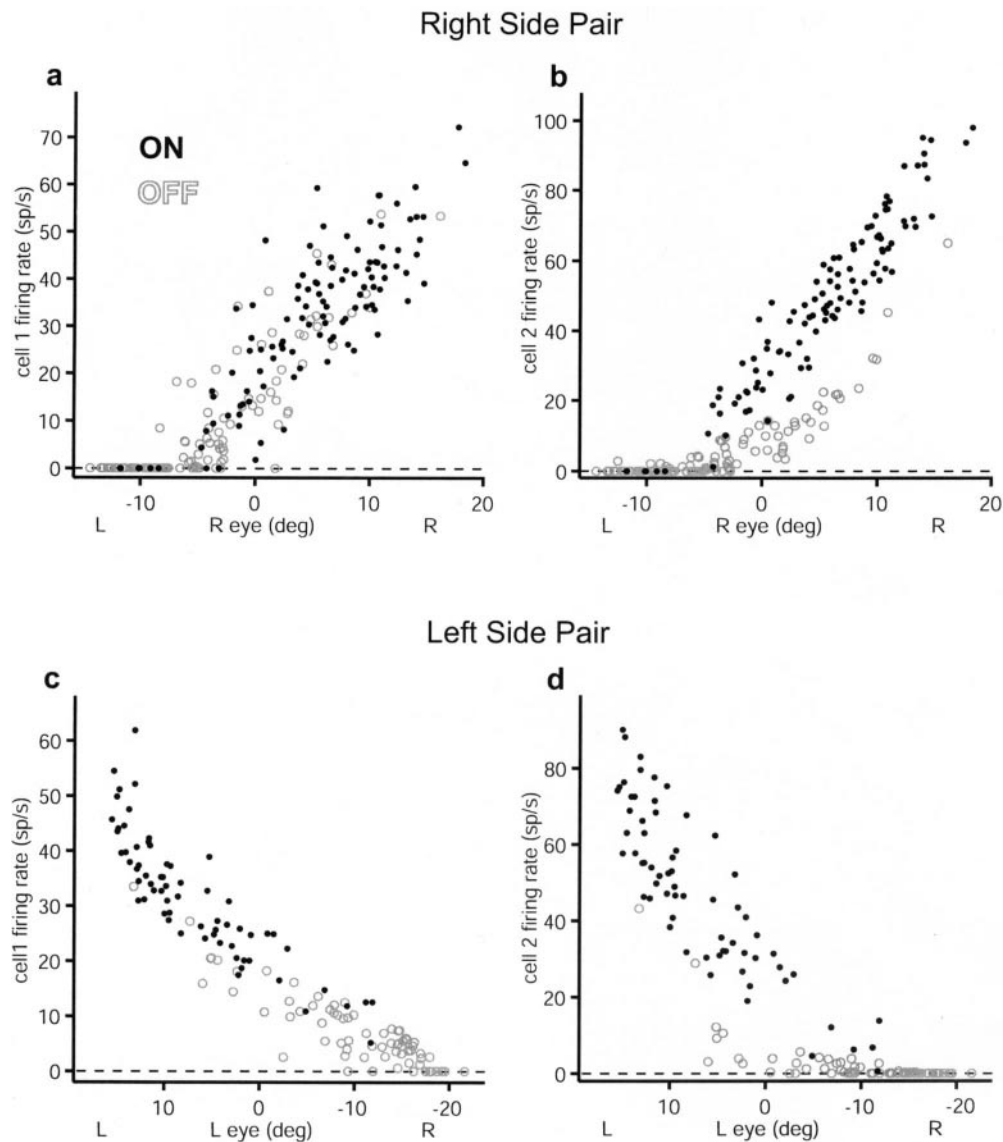 Right Side Pair
a
b
cell 1 firing rate (sp/s)
70
60
50
40
30
20
10
0
ON
OFF
-10 0 10 20
L R eye (deg) R
cell 2 firing rate (sp/s)
100
80
60
40
20
0
-10 0 10 20
L R eye (deg) R
Left Side Pair
c
d
cell1 firing rate (sp/s)
60
50
40
30
20
10
0
10 0 -10 -20
L L eye (deg) R
cell 2 firing rate (sp/s)
80
60
40
20
0
10 0 -10 -20
L L eye (deg) R